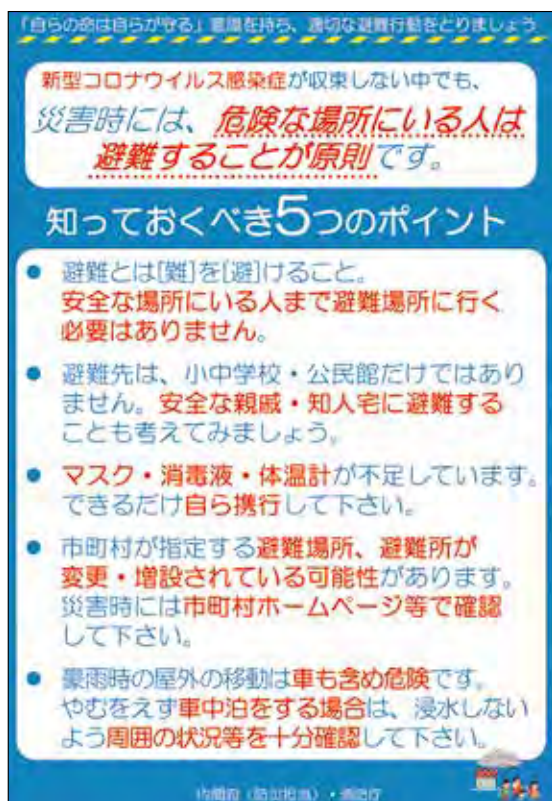 「自らの命は自らが守る」意識を持ち、適切な避難行動をとりましょう
新型コロナウイルス感染症が収束しない中でも、
災害時には、危険な場所にいる人は
避難することが原則です。
知っておくべき5つのポイント
● 避難とは[難]を[避]けること。
安全な場所にいる人まで避難場所に行く
必要はありません。
● 避難先は、小中学校・公民館だけではあり
ません。安全な親戚・知人宅に避難する
ことも考えてみましょう。
● マスク・消毒液・体温計が不足しています。
できるだけ自ら携行して下さい。
● 市町村が指定する避難場所、避難所が
変更・増設されている可能性があります。
災害時には市町村ホームページ等で確認
して下さい。
● 豪雨時の屋外の移動は車も含め危険です。
やむをえず車中泊をする場合は、浸水しない
よう周囲の状況等を十分確認して下さい。
内閣府（防災担当）・消防庁